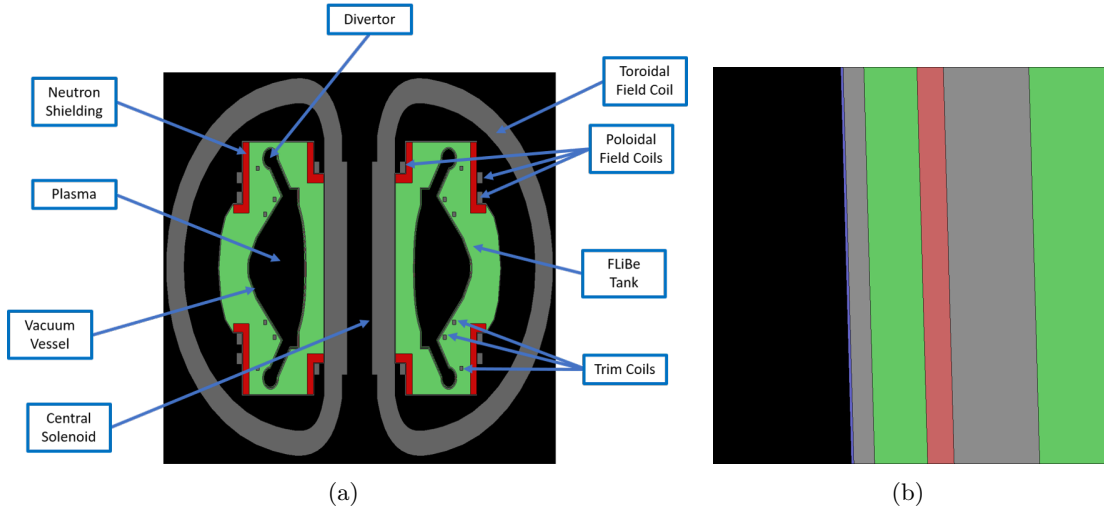 Divertor
Neutron
Shielding
Toroidal
Field Coil
Poloidal
Field Coils
Plasma
FLiBe
Tank
Vacuum
Vessel
Trim Coils
Central
Solenoid
(a)
(b)